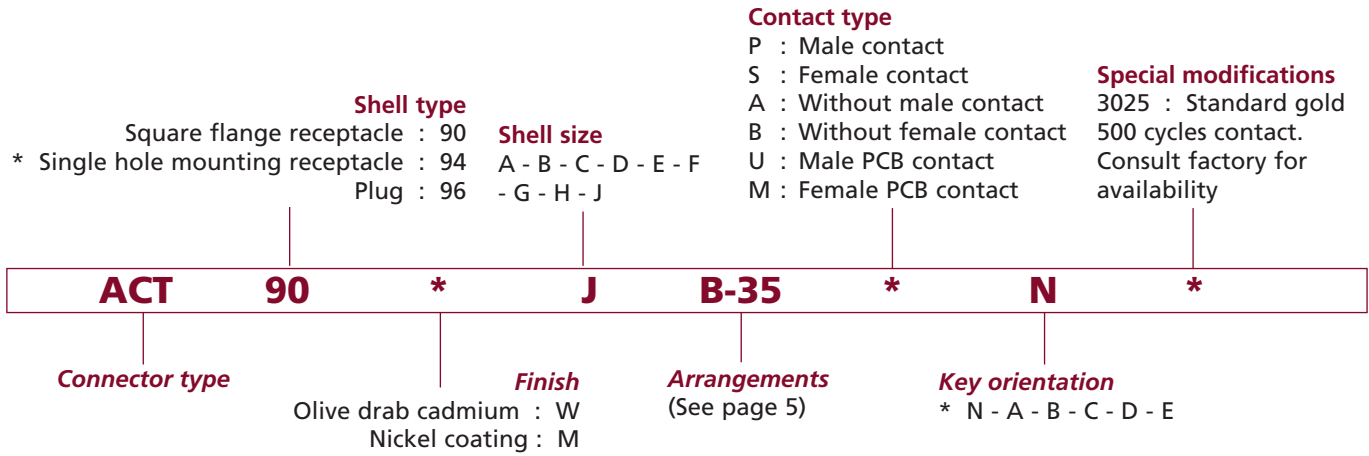 Contact type
P : Male contact
S : Female contact
A : Without male contact
B : Without female contact
U : Male PCB contact
M : Female PCB contact
Special modifications
3025 : Standard gold
500 cycles contact.
Consult factory for
availability
Shell type
Square flange receptacle : 90
* Single hole mounting receptacle : 94
Plug : 96
Shell size
A - B - C - D - E - F
- G - H - J
ACT 90 * J B-35 * N *
Connector type
Finish
Olive drab cadmium : W
Nickel coating : M
Arrangements
(See page 5)
Key orientation
* N - A - B - C - D - E